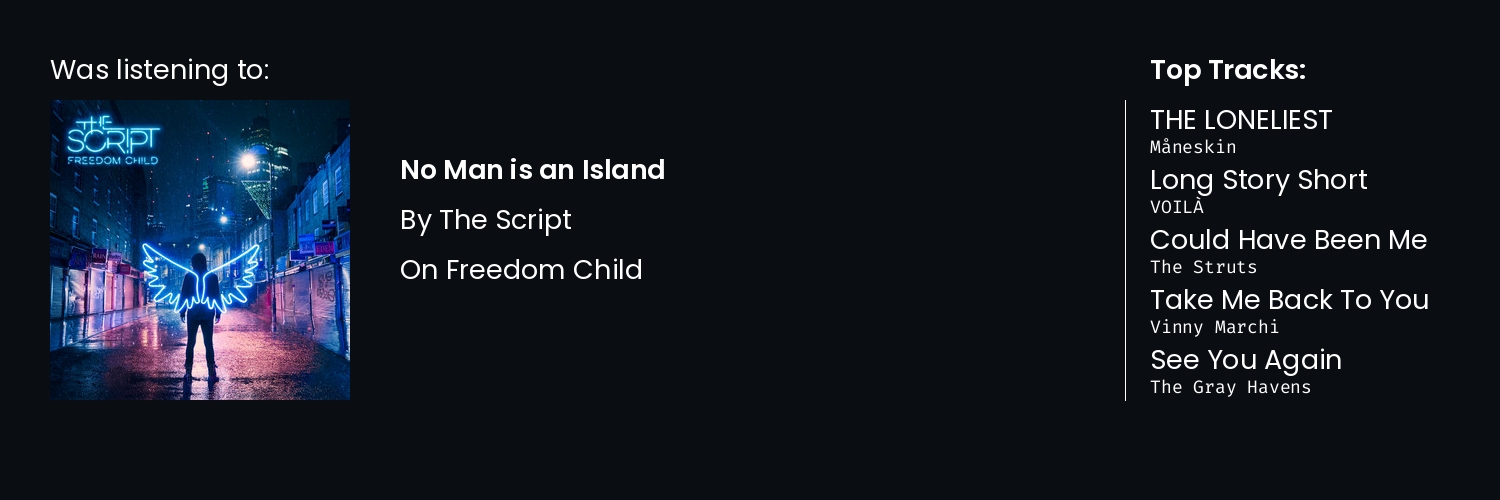 Was listening to:
THE
SCRIPT
FREEDOM CHILD
No Man is an Island
By The Script
On Freedom Child
Top Tracks:
THE LONELIEST
Måneskin
Long Story Short
VOILÀ
Could Have Been Me
The Struts
Take Me Back To You
Vinny Marchi
See You Again
The Gray Havens